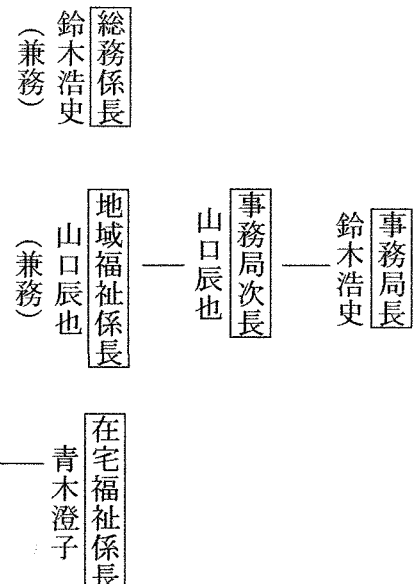 事務局長
鈴木浩史
事務局次長
山口辰也
総務係長
鈴木浩史
（兼務）
地域福祉係長
山口辰也
（兼務）
在宅福祉係長
青木澄子